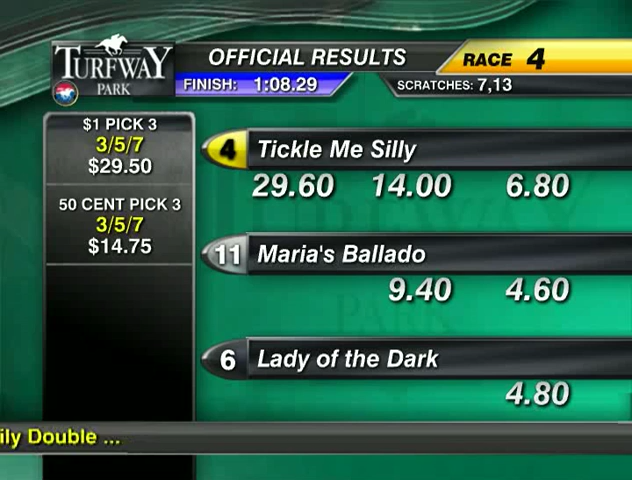 TURFWAY
PARK
OFFICIAL RESULTS
RACE 4
FINISH: 1:08.29
SCRATCHES: 7,13
$1 PICK 3
3/5/7
$29.50
50 CENT PICK 3
3/5/7
$14.75
4 Tickle Me Silly
29.60 14.00 6.80
11 Maria's Ballado
9.40 4.60
6 Lady of the Dark
4.80
ily Double ...